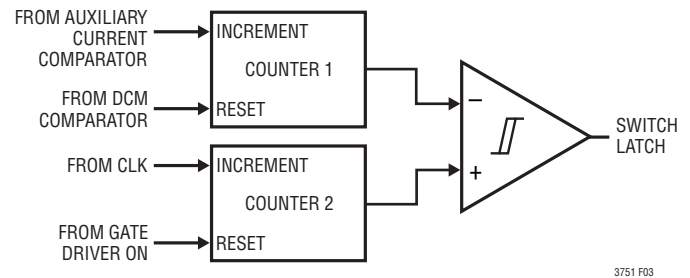 FROM AUXILIARY
CURRENT
COMPARATOR
INCREMENT
COUNTER 1
FROM DCM
COMPARATOR
RESET
FROM CLK
INCREMENT
COUNTER 2
FROM GATE
DRIVER ON
RESET
–
+
SWITCH
LATCH
3751 F03